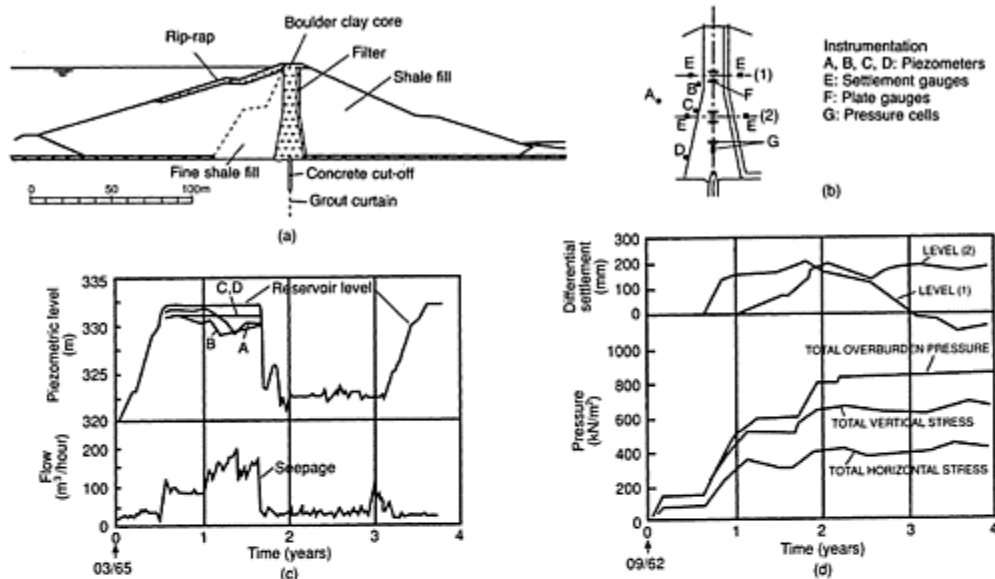 Boulder clay core
Rip-rap
Filter
Shale fill
Fine shale fill
Concrete cut-off
Grout curtain
0 50 100m
(a)
E E (1)
B
A F
C
E E (2)
D G
(b)
Instrumentation
A, B, C, D: Piezometers
E: Settlement gauges
F: Plate gauges
G: Pressure cells
Piezometric level
(m)
335
330
325
320
C,D
Reservoir level
B A
Flow
(m³/hour)
100
0
Seepage
0 1 2 3 4
Time (years)
03/65
(c)
Differential
settlement
(mm)
300
200
100
0
LEVEL (2)
LEVEL (1)
Pressure
(kN/m²)
1000
800
600
400
200
0
TOTAL OVERBURDEN PRESSURE
TOTAL VERTICAL STRESS
TOTAL HORIZONTAL STRESS
0 1 2 3 4
Time (years)
09/62
(d)